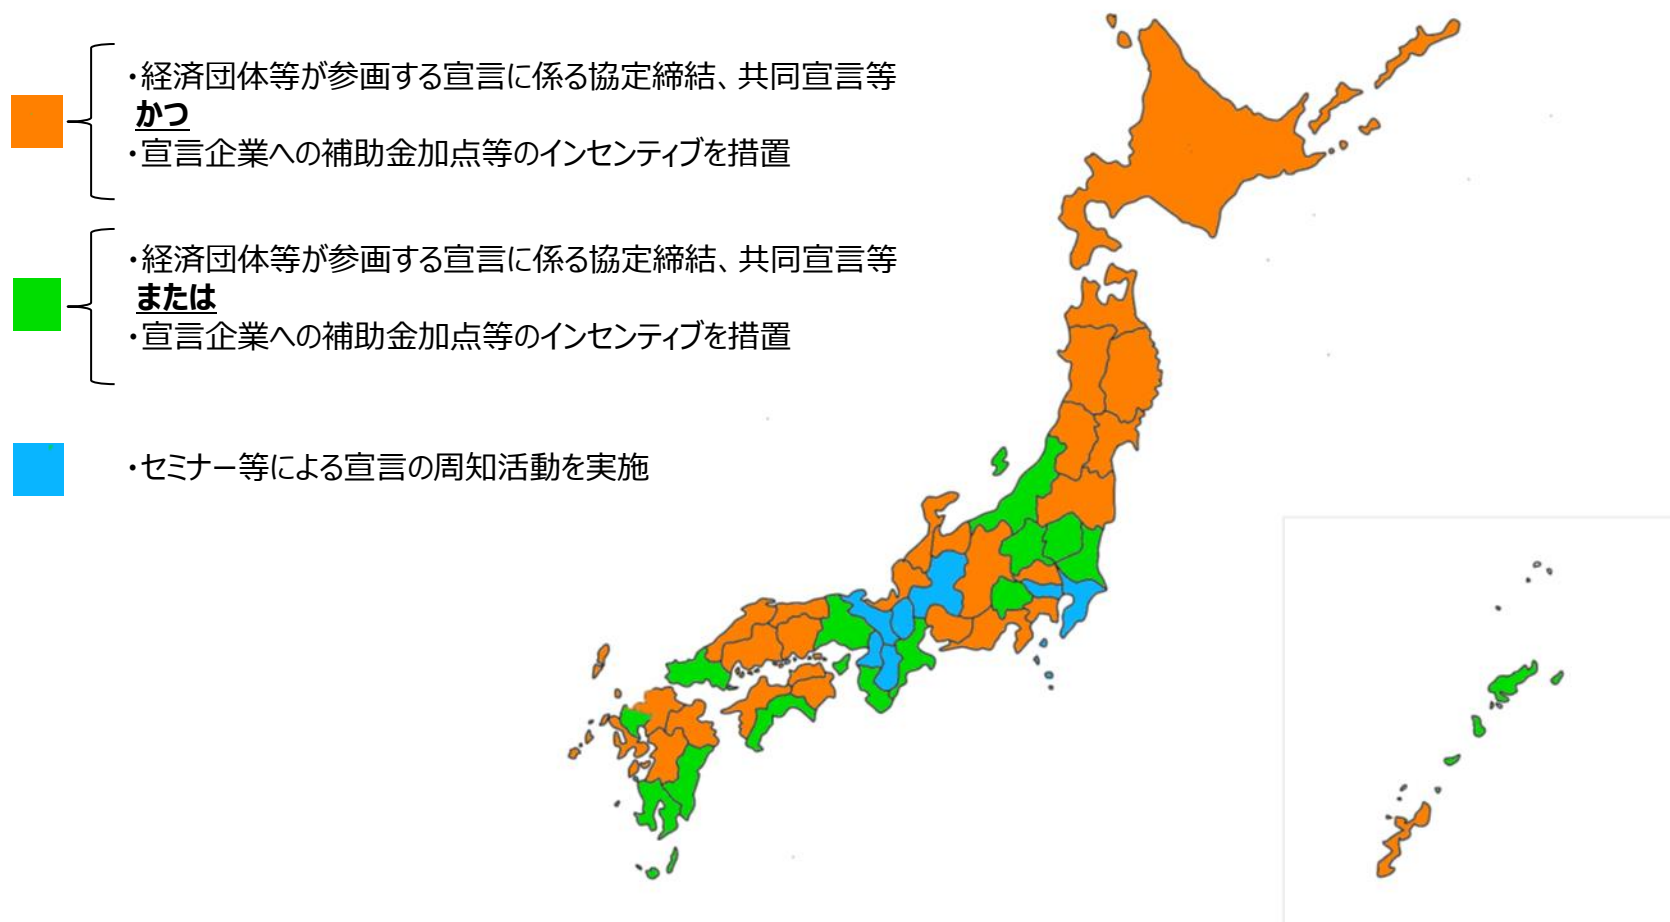 ・経済団体等が参画する宣言に係る協定締結、共同宣言等
かつ
・宣言企業への補助金加点等のインセンティブを措置
・経済団体等が参画する宣言に係る協定締結、共同宣言等
または
・宣言企業への補助金加点等のインセンティブを措置
・セミナー等による宣言の周知活動を実施